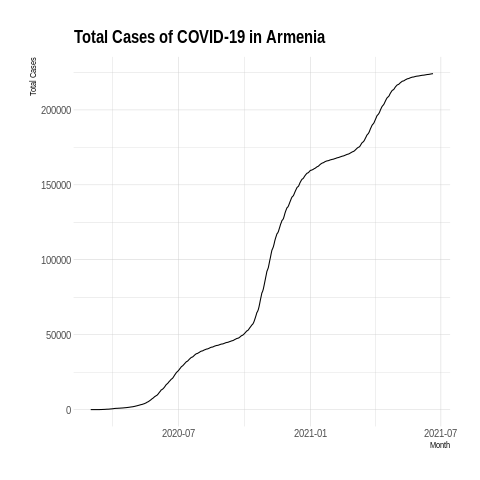 Total Cases of COVID-19 in Armenia
Total Cases
200000
150000
100000
50000
0
2020-07
2021-01
2021-07
Month